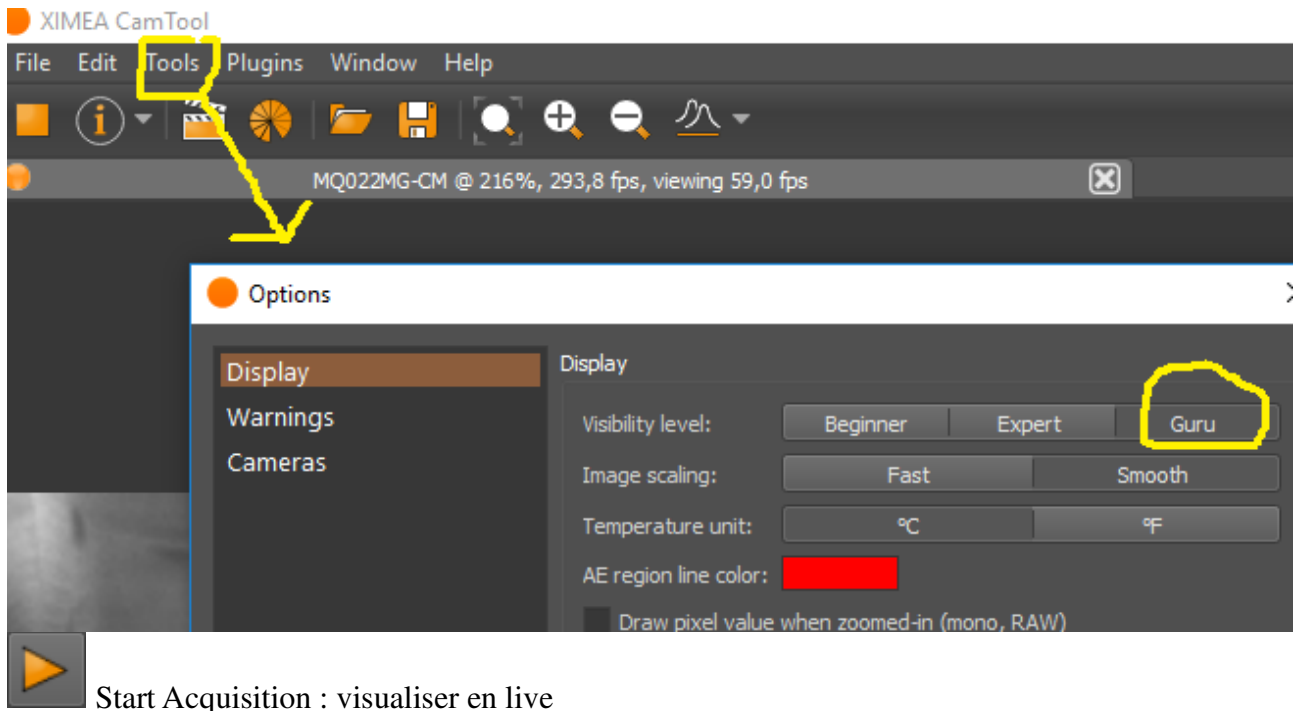 XIMEA CamTool
File Edit Tools Plugins Window Help
MQ022MG-CM @ 216%, 293,8 fps, viewing 59,0 fps
Options
Display
Warnings
Cameras
Display
Visibility level: Beginner Expert Guru
Image scaling: Fast Smooth
Temperature unit: ºC ºF
AE region line color:
Draw pixel value when zoomed-in (mono, RAW)
Start Acquisition : visualiser en live